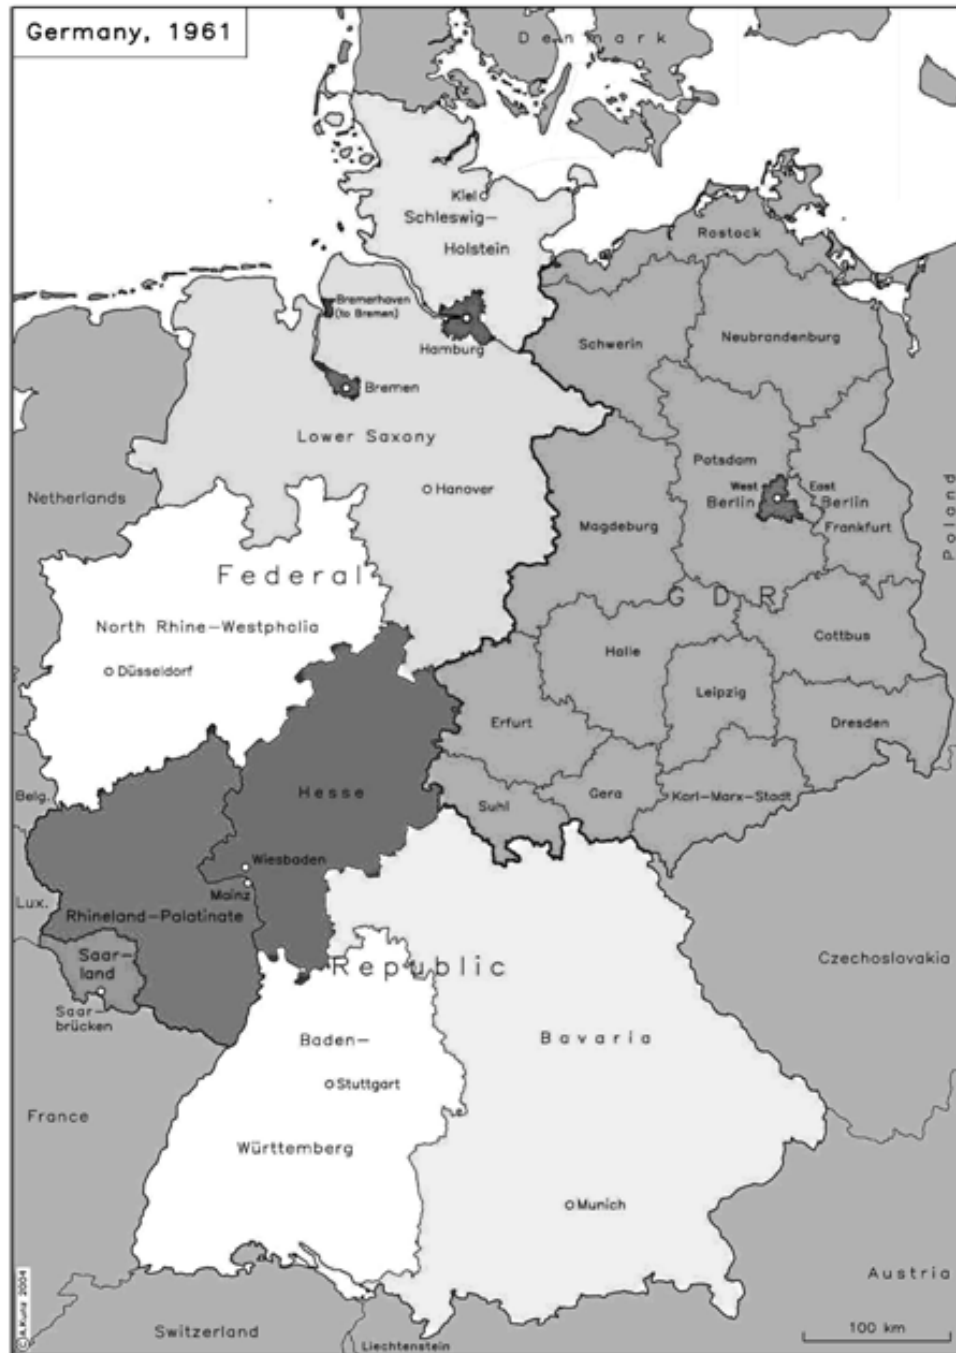 Germany, 1961
Denmark
Kiel
Schleswig–
Holstein
Rostock
Bremerhaven
(to Bremen)
Hamburg
Schwerin
Neubrandenburg
Bremen
Lower Saxony
Potsdam
West
East
Berlin
Berlin
Hanover
Netherlands
Magdeburg
Frankfurt
Poland
Federal
GDR
North Rhine–Westphalia
Cottbus
Halle
Düsseldorf
Leipzig
Erfurt
Dresden
Hesse
Belg.
Suhl
Gera
Karl–Marx–Stadt
Wiesbaden
Mainz
Lux.
Rhineland–Palatinate
Saar–
land
Republic
Czechoslovakia
Saar–
brücken
Baden–
Bavaria
Stuttgart
France
Württemberg
Munich
Austria
©A.Kunz 2004
Switzerland
Liechtenstein
100 km